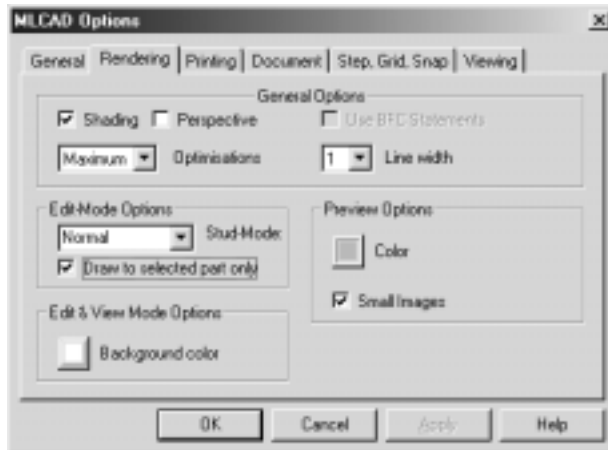 MLCAD Options
General Rendering Printing Document Step, Grid, Snap Viewing
General Options
Shading Perspective Use BFC Statements
Maximum Optimisations 1 Line width
Edit-Mode Options Preview Options
Normal Stud-Mode:
Color
Draw to selected part only
Small Images
Edit & View Mode Options
Background color
OK Cancel Apply Help